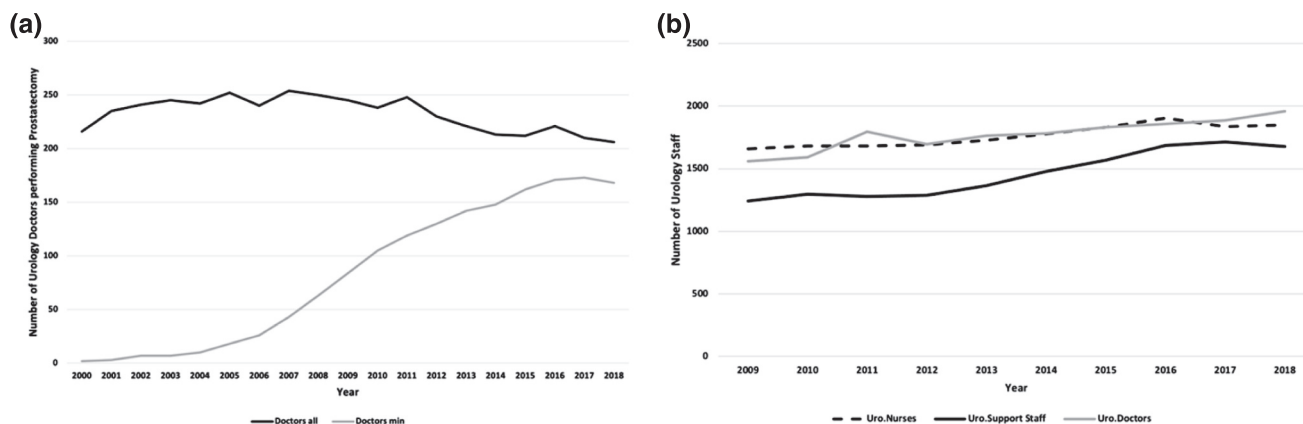 (a)
Number of Urology Doctors performing Prostatectomy
300
250
200
150
100
50
0
2000 2001 2002 2003 2004 2005 2006 2007 2008 2009 2010 2011 2012 2013 2014 2015 2016 2017 2018
Year
Doctors all Doctors min
(b)
Number of Urology Staff
2500
2000
1500
1000
500
0
2009 2010 2011 2012 2013 2014 2015 2016 2017 2018
Year
Uro.Nurses Uro.Support Staff Uro.Doctors